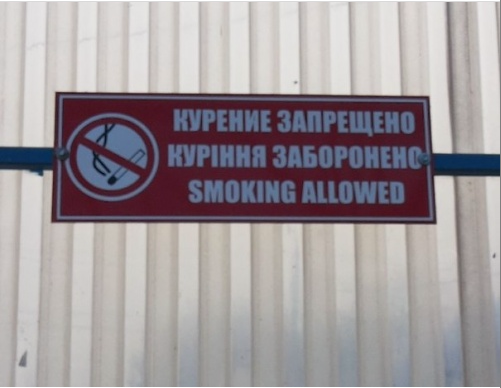 КУРЕНИЕ ЗАПРЕЩЕНО
КУРІННЯ ЗАБОРОНЕНО
SMOKING ALLOWED